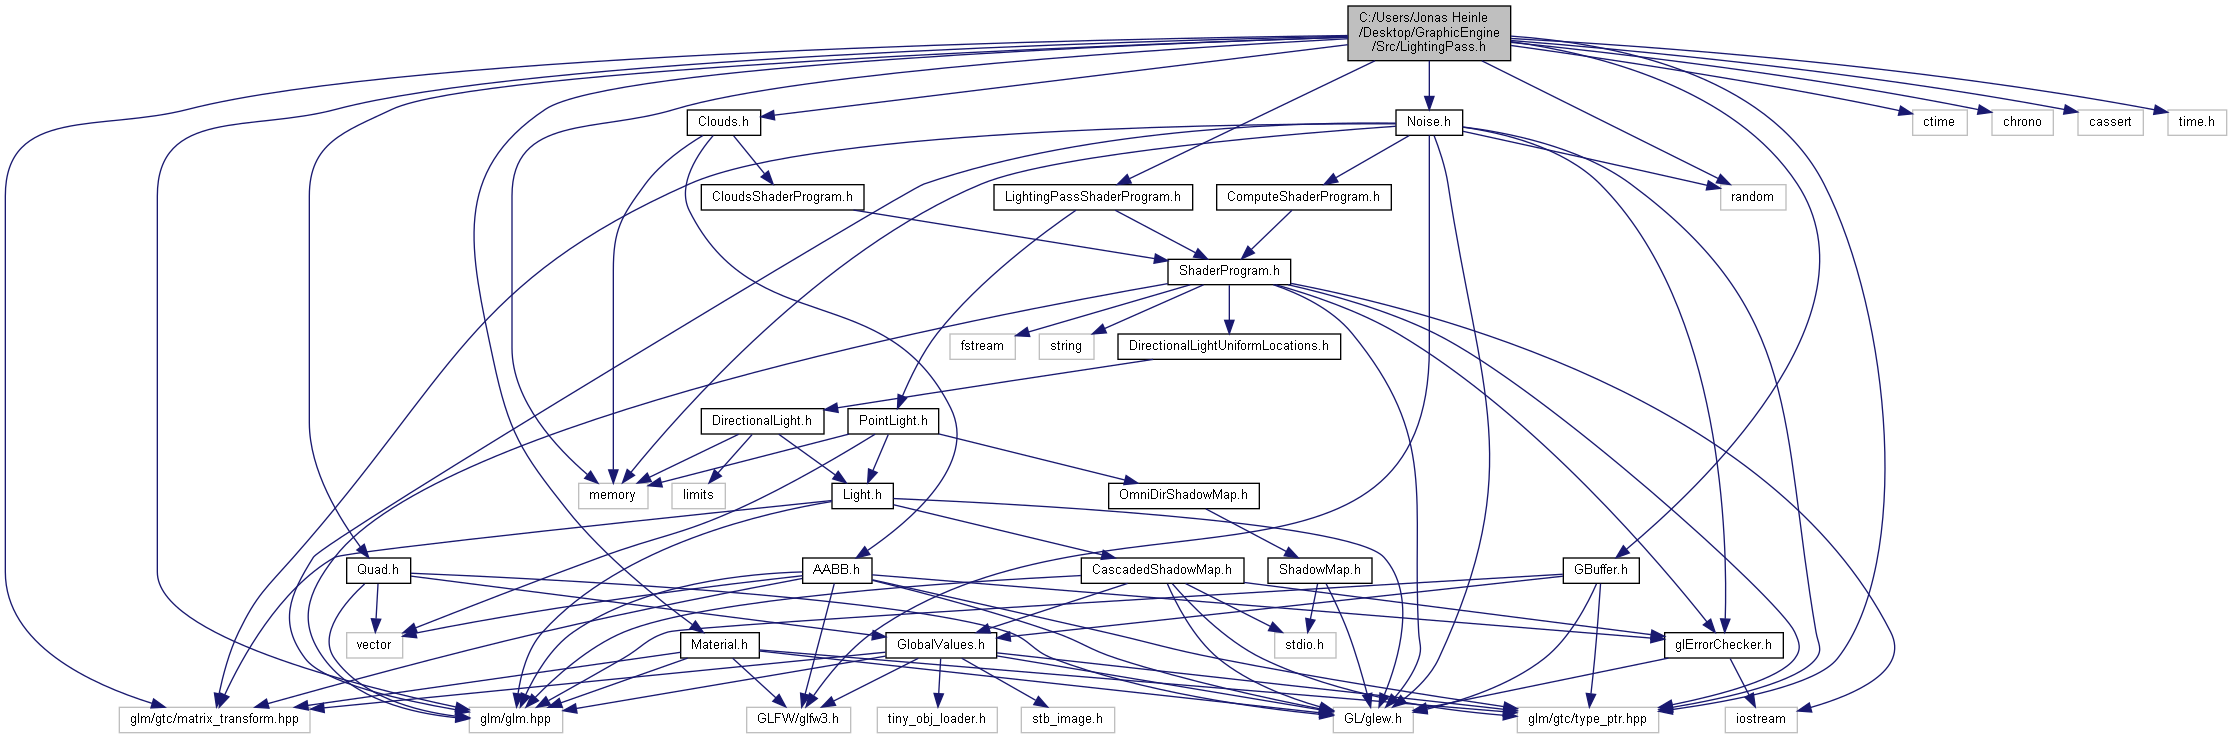 C:/Users/Jonas Heinle
/Desktop/GraphicEngine
/Src/LightingPass.h
Clouds.h
Noise.h
ctime
chrono
cassert
time.h
CloudsShaderProgram.h
LightingPassShaderProgram.h
ComputeShaderProgram.h
random
ShaderProgram.h
fstream
string
DirectionalLightUniformLocations.h
DirectionalLight.h
PointLight.h
memory
limits
Light.h
OmniDirShadowMap.h
Quad.h
AABB.h
CascadedShadowMap.h
ShadowMap.h
GBuffer.h
vector
Material.h
GlobalValues.h
stdio.h
glErrorChecker.h
glm/gtc/matrix_transform.hpp
glm/glm.hpp
GLFW/glfw3.h
tiny_obj_loader.h
stb_image.h
GL/glew.h
glm/gtc/type_ptr.hpp
iostream